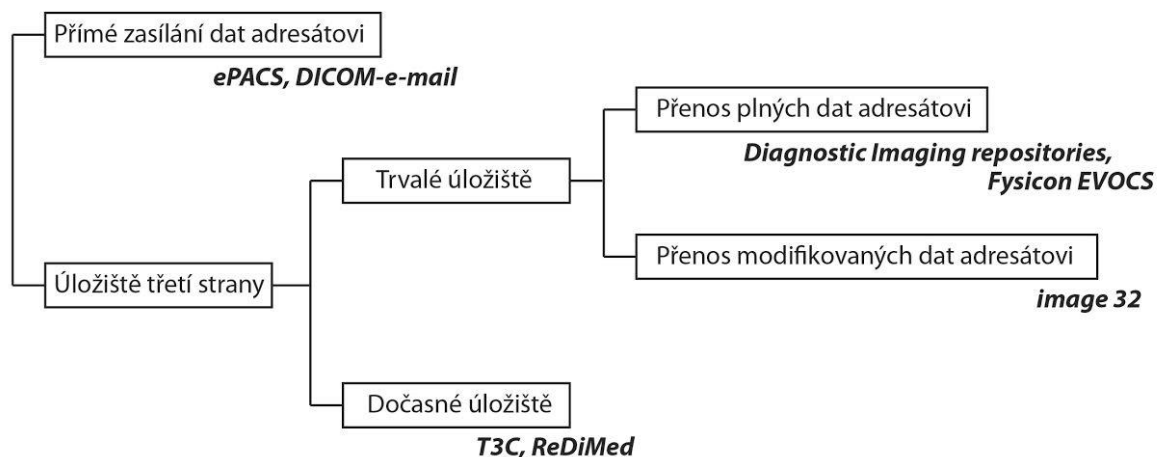 Přímé zasílání dat adresátovi
ePACS, DICOM-e-mail
Přenos plných dat adresátovi
Diagnostic Imaging repositories,
Fysicon EVOCS
Trvalé úložiště
Přenos modifikovaných dat adresátovi
image 32
Úložiště třetí strany
Dočasné úložiště
T3C, ReDiMed